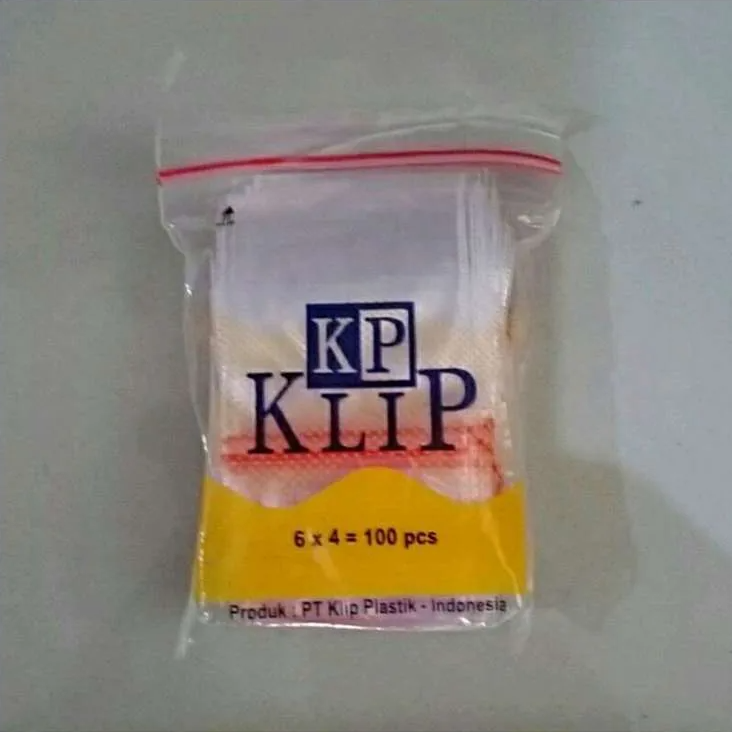 KP
KLIP
6 x 4 = 100 pcs
Produk : PT Klip Plastik - Indonesia